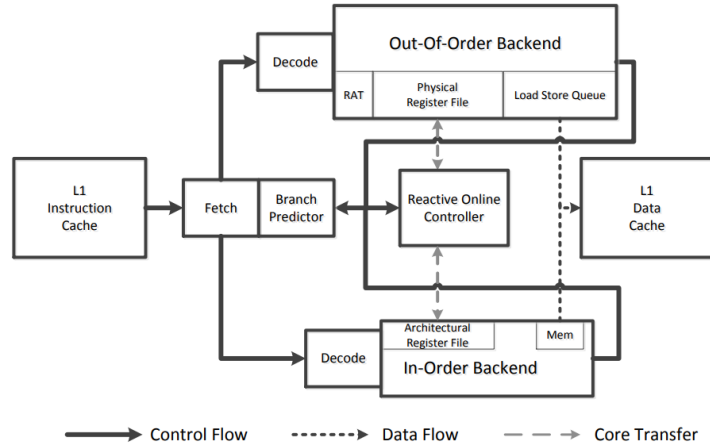 Out-Of-Order Backend
Decode
RAT
Physical
Register File
Load Store Queue
L1
Instruction
Cache
Fetch
Branch
Predictor
Reactive Online
Controller
L1
Data
Cache
Architectural
Register File
Mem
Decode
In-Order Backend
Control Flow
Data Flow
Core Transfer